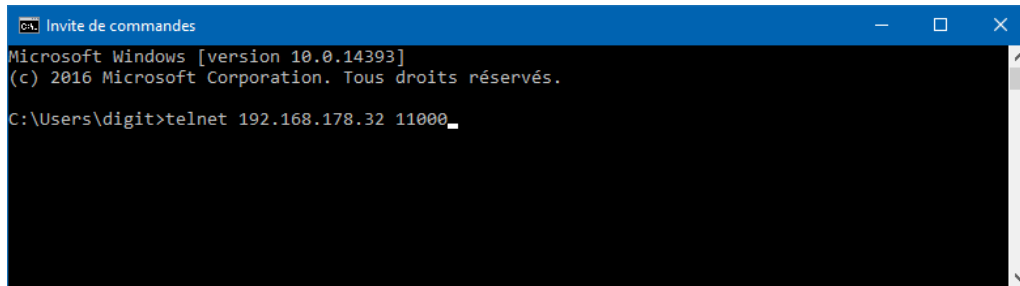 Invite de commandes
Microsoft Windows [version 10.0.14393]
(c) 2016 Microsoft Corporation. Tous droits réservés.
C:\Users\digit>telnet 192.168.178.32 11000